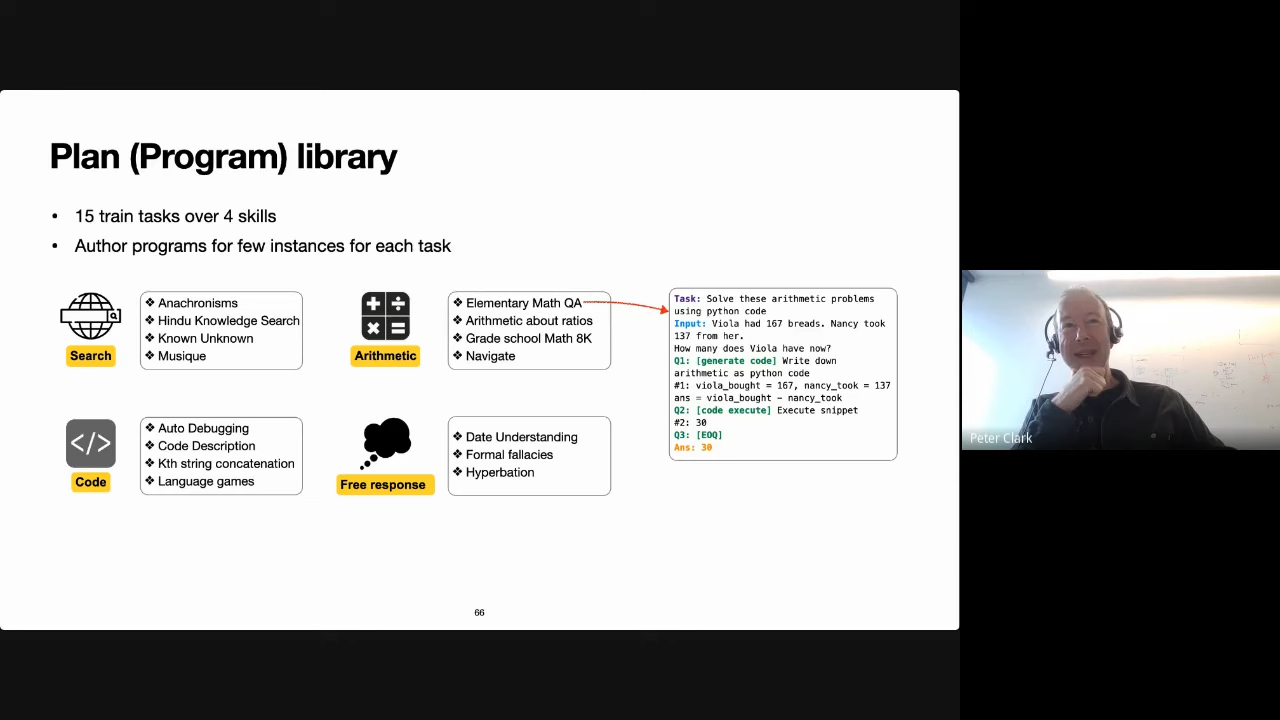 Plan (Program) library
• 15 train tasks over 4 skills
• Author programs for few instances for each task
Search
❖ Anachronisms
❖ Hindu Knowledge Search
❖ Known Unknown
❖ Musique
Arithmetic
❖ Elementary Math QA
❖ Arithmetic about ratios
❖ Grade school Math 8K
❖ Navigate
Task: Solve these arithmetic problems
using python code
Input: Viola had 167 breads. Nancy took
137 from her.
How many does Viola have now?
Q1: [generate code] Write down
arithmetic as python code
#1: viola_bought = 167, nancy_took = 137
ans = viola_bought - nancy_took
Q2: [code execute] Execute snippet
#2: 30
Q3: [EOQ]
Ans: 30
</>
Code
❖ Auto Debugging
❖ Code Description
❖ Kth string concatenation
❖ Language games
Free response
❖ Date Understanding
❖ Formal fallacies
❖ Hyperbation
66
Peter Clark